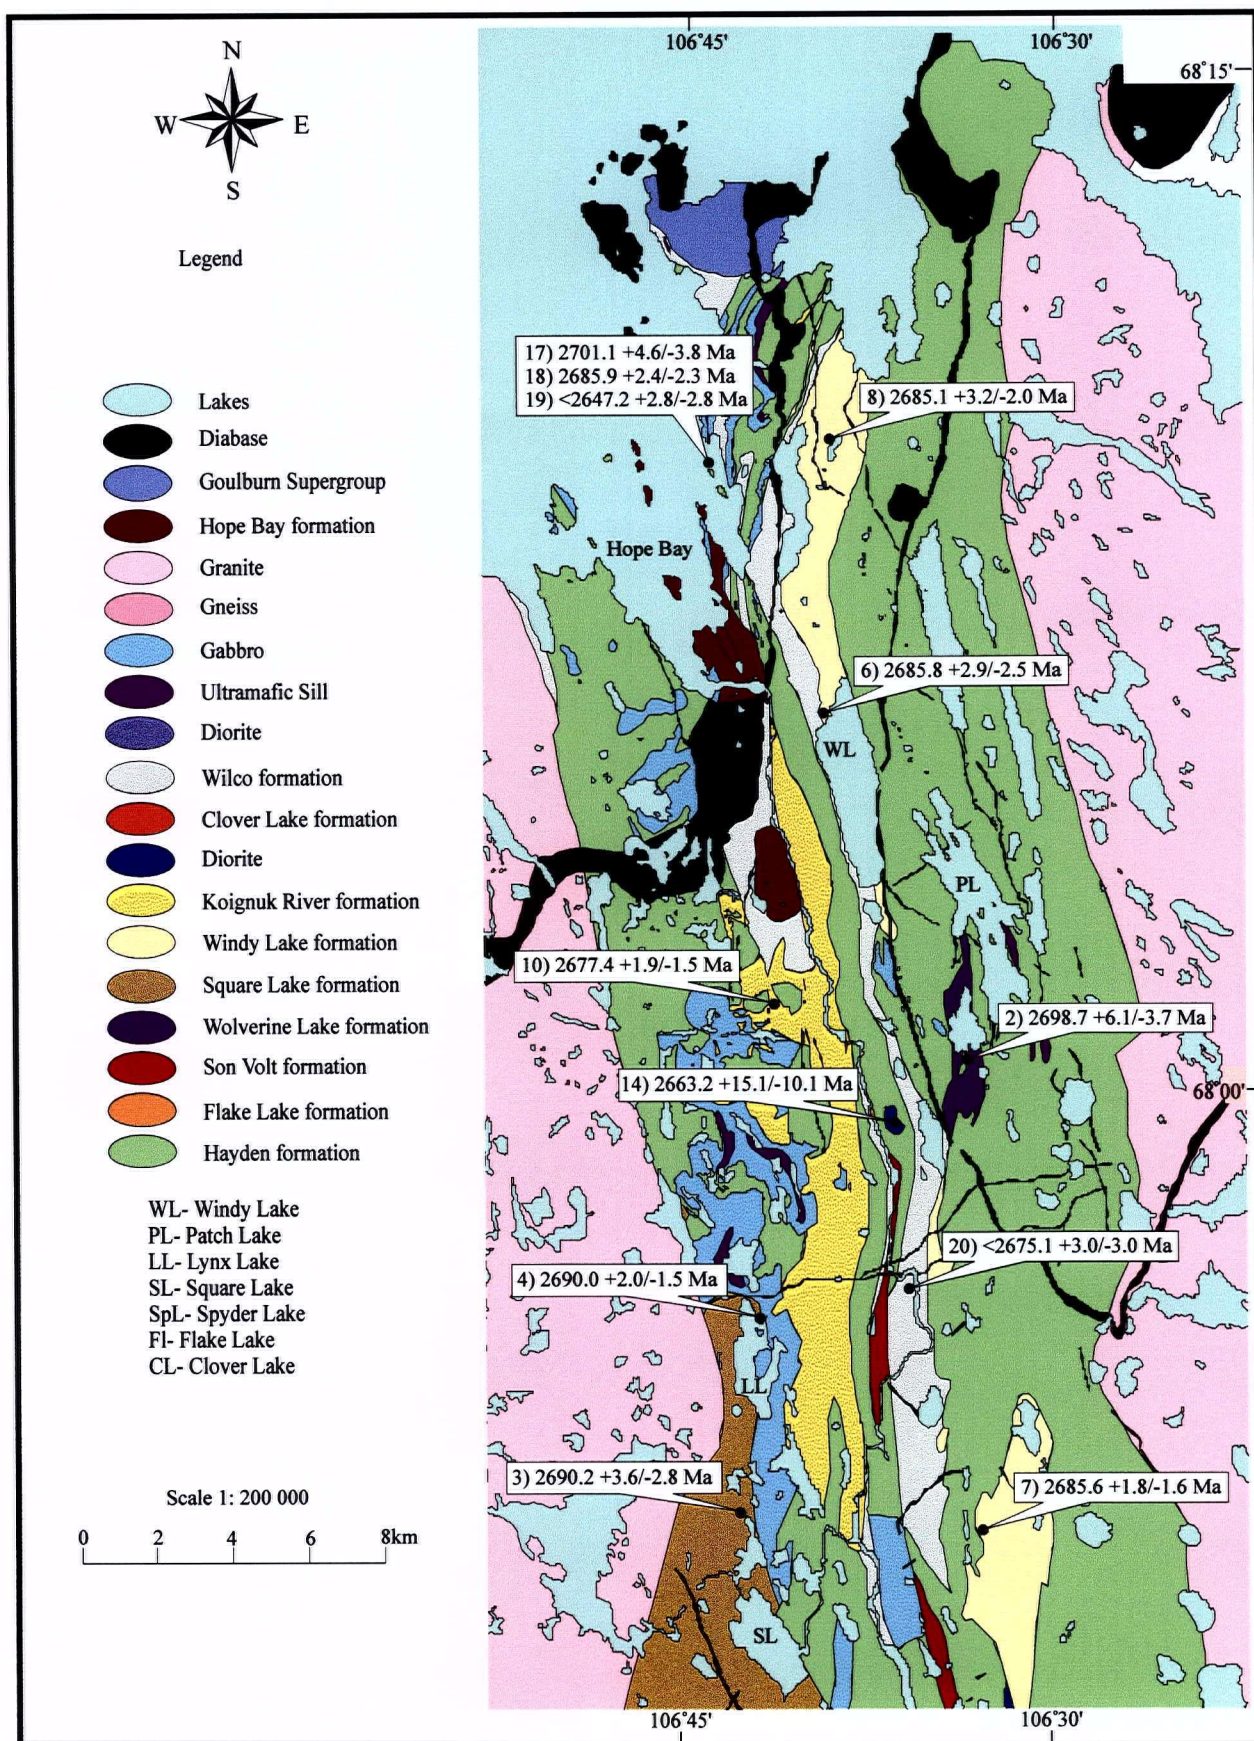 N
W E
S
Legend
Lakes
Diabase
Goulburn Supergroup
Hope Bay formation
Granite
Gneiss
Gabbro
Ultramafic Sill
Diorite
Wilco formation
Clover Lake formation
Diorite
Koignuk River formation
Windy Lake formation
Square Lake formation
Wolverine Lake formation
Son Volt formation
Flake Lake formation
Hayden formation
WL- Windy Lake
PL- Patch Lake
LL- Lynx Lake
SL- Square Lake
SpL- Spyder Lake
Fl- Flake Lake
CL- Clover Lake
Scale 1: 200 000
0 2 4 6 8km
106°45' 106°30'
68°15'
17) 2701.1 +4.6/-3.8 Ma
18) 2685.9 +2.4/-2.3 Ma
19) <2647.2 +2.8/-2.8 Ma
8) 2685.1 +3.2/-2.0 Ma
Hope Bay
6) 2685.8 +2.9/-2.5 Ma
WL
PL
10) 2677.4 +1.9/-1.5 Ma
2) 2698.7 +6.1/-3.7 Ma
14) 2663.2 +15.1/-10.1 Ma
68°00'
20) <2675.1 +3.0/-3.0 Ma
4) 2690.0 +2.0/-1.5 Ma
LL
3) 2690.2 +3.6/-2.8 Ma
7) 2685.6 +1.8/-1.6 Ma
SL
106°45' 106°30'